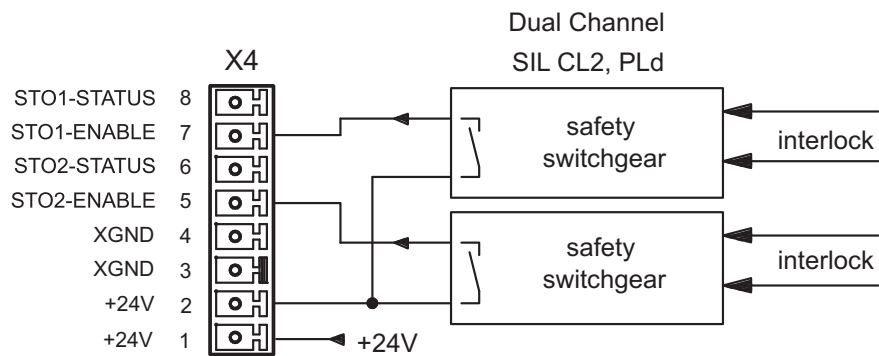 Dual Channel
SIL CL2, PLd
X4
STO1-STATUS 8
STO1-ENABLE 7
STO2-STATUS 6
STO2-ENABLE 5
XGND 4
XGND 3
+24V 2
+24V 1
+24V
safety
switchgear
interlock
safety
switchgear
interlock